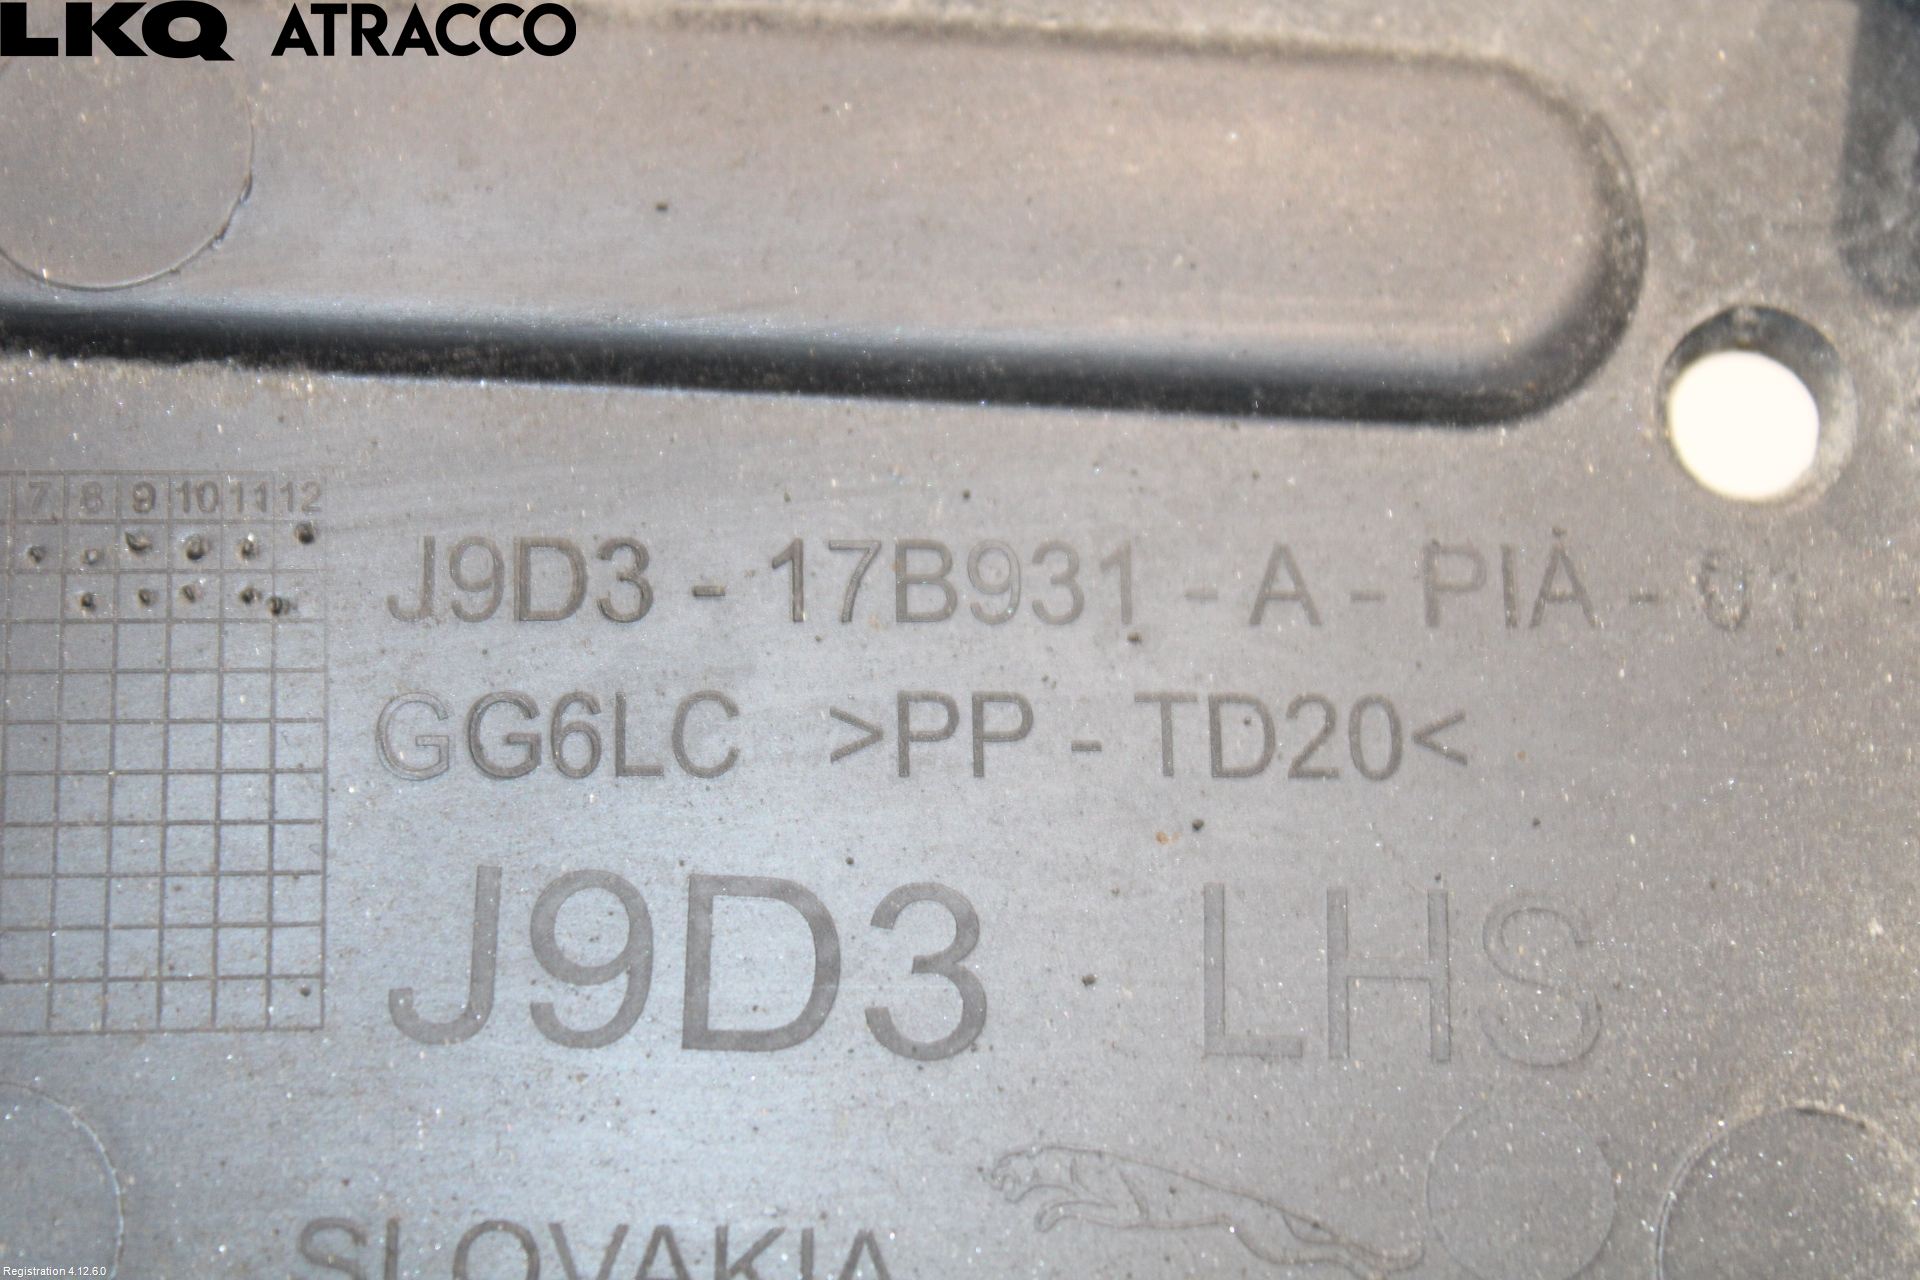 LKQ ATRACCO
7 8 9 10 11 12
J9D3 - 17B931 - A - PIA - 01 -
GG6LC >PP - TD20<
J9D3 LHS
SLOVAKIA
Registration 4.12.6.0